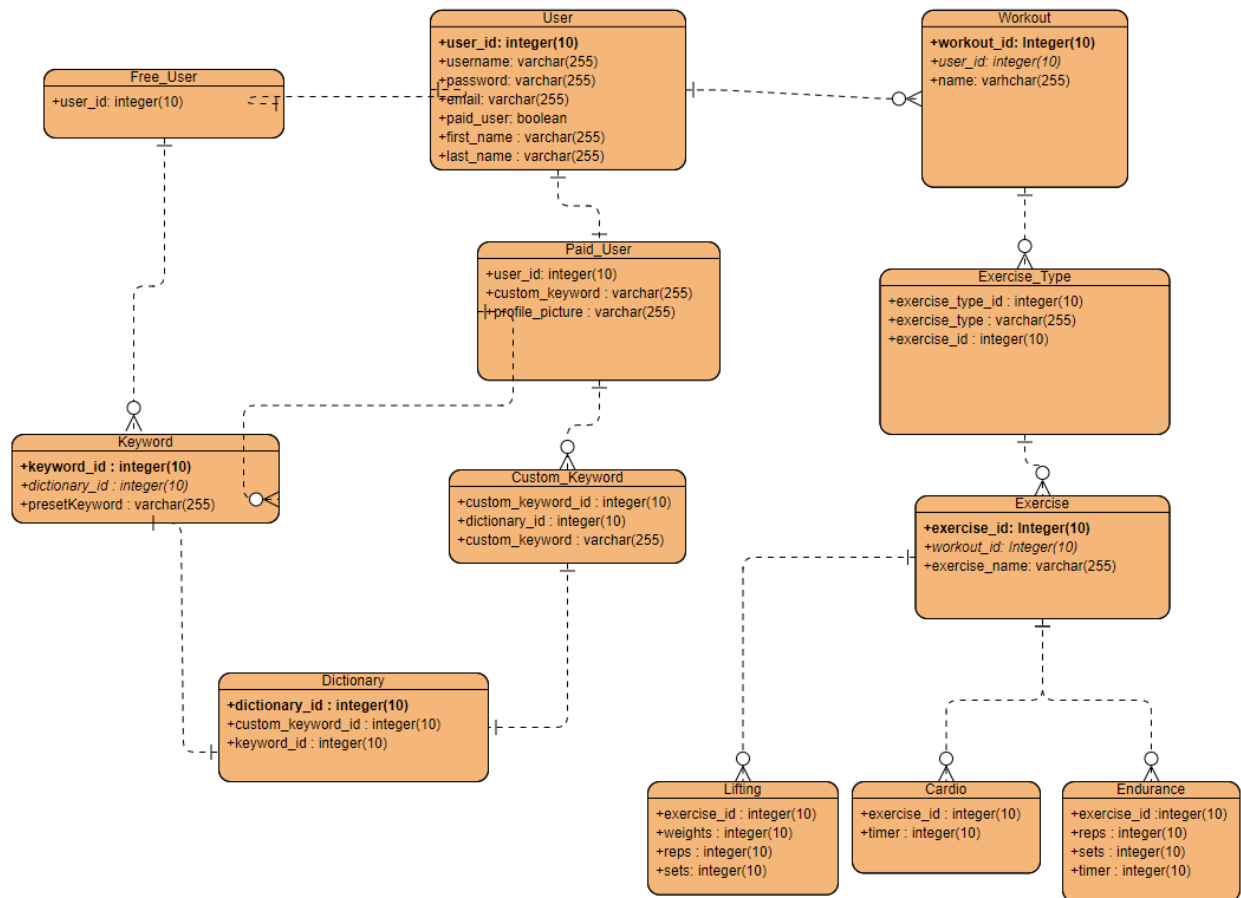 User
+user_id: integer(10)
+username: varchar(255)
+password: varchar(255)
+email: varchar(255)
+paid_user: boolean
+first_name : varchar(255)
+last_name : varchar(255)
Workout
+workout_id: Integer(10)
+user_id: integer(10)
+name: varhchar(255)
Free_User
+user_id: integer(10)
Paid_User
+user_id: integer(10)
+custom_keyword : varchar(255)
+profile_picture : varchar(255)
Exercise_Type
+exercise_type_id : integer(10)
+exercise_type : varchar(255)
+exercise_id : integer(10)
Keyword
+keyword_id : integer(10)
+dictionary_id : integer(10)
+presetKeyword : varchar(255)
Custom_Keyword
+custom_keyword_id : integer(10)
+dictionary_id : integer(10)
+custom_keyword : varchar(255)
Exercise
+exercise_id: Integer(10)
+workout_id: Integer(10)
+exercise_name: varchar(255)
Dictionary
+dictionary_id : integer(10)
+custom_keyword_id : integer(10)
+keyword_id : integer(10)
Lifting
+exercise_id : integer(10)
+weights : integer(10)
+reps : integer(10)
+sets: integer(10)
Cardio
+exercise_id : integer(10)
+timer : integer(10)
Endurance
+exercise_id :integer(10)
+reps : integer(10)
+sets : integer(10)
+timer : integer(10)